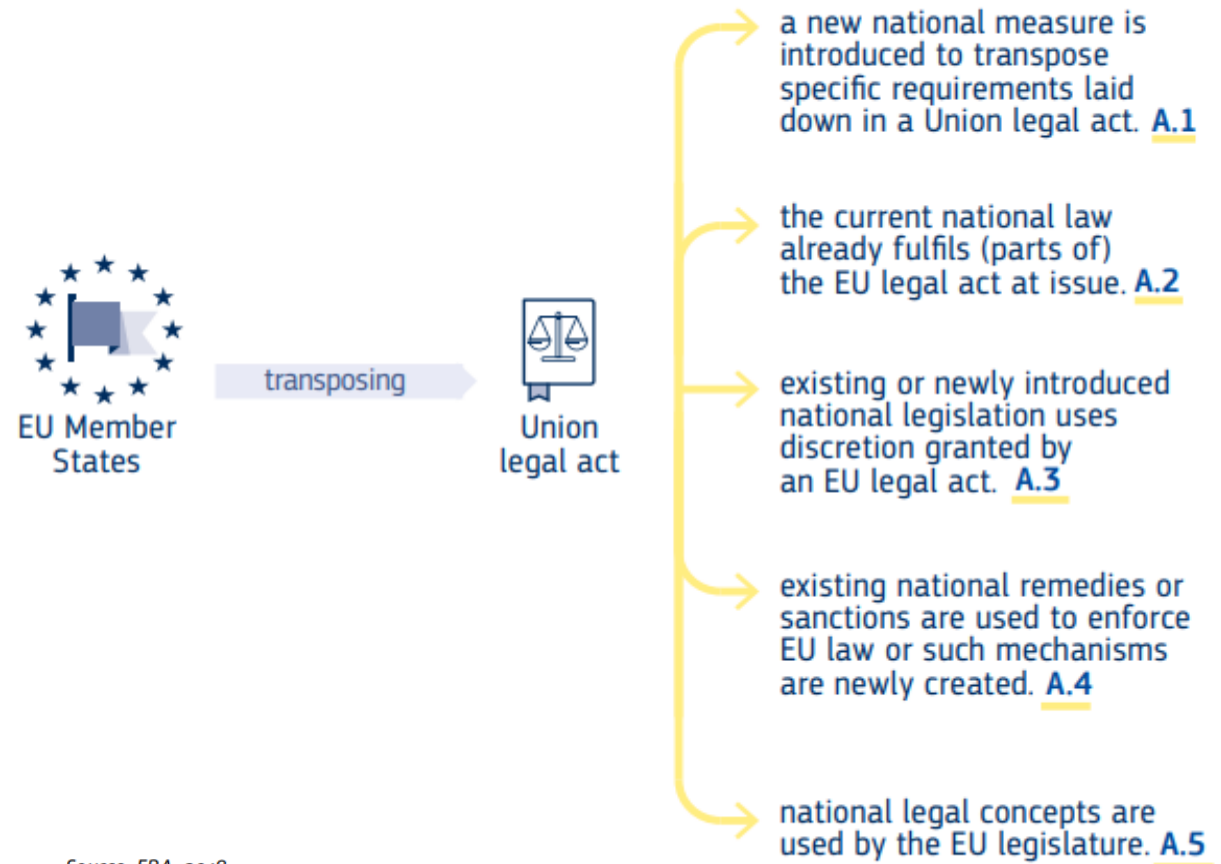 a new national measure is
introduced to transpose
specific requirements laid
down in a Union legal act. A.1
the current national law
already fulfils (parts of)
the EU legal act at issue. A.2
transposing
EU Member
States
Union
legal act
existing or newly introduced
national legislation uses
discretion granted by
an EU legal act. A.3
existing national remedies or
sanctions are used to enforce
EU law or such mechanisms
are newly created. A.4
national legal concepts are
used by the EU legislature. A.5